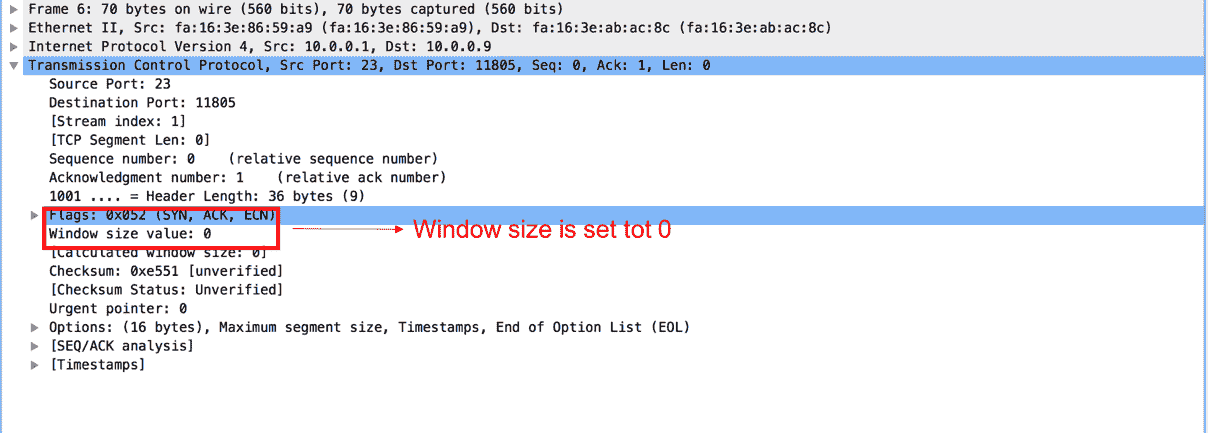 Frame 6: 70 bytes on wire (560 bits), 70 bytes captured (560 bits)
Ethernet II, Src: fa:16:3e:86:59:a9 (fa:16:3e:86:59:a9), Dst: fa:16:3e:ab:ac:8c (fa:16:3e:ab:ac:8c)
Internet Protocol Version 4, Src: 10.0.0.1, Dst: 10.0.0.9
Transmission Control Protocol, Src Port: 23, Dst Port: 11805, Seq: 0, Ack: 1, Len: 0
Source Port: 23
Destination Port: 11805
[Stream index: 1]
[TCP Segment Len: 0]
Sequence number: 0    (relative sequence number)
Acknowledgment number: 1    (relative ack number)
1001 .... = Header Length: 36 bytes (9)
Flags: 0x052 (SYN, ACK, ECN)
Window size value: 0
Window size is set tot 0
[Calculated window size: 0]
Checksum: 0xe551 [unverified]
[Checksum Status: Unverified]
Urgent pointer: 0
Options: (16 bytes), Maximum segment size, Timestamps, End of Option List (EOL)
[SEQ/ACK analysis]
[Timestamps]